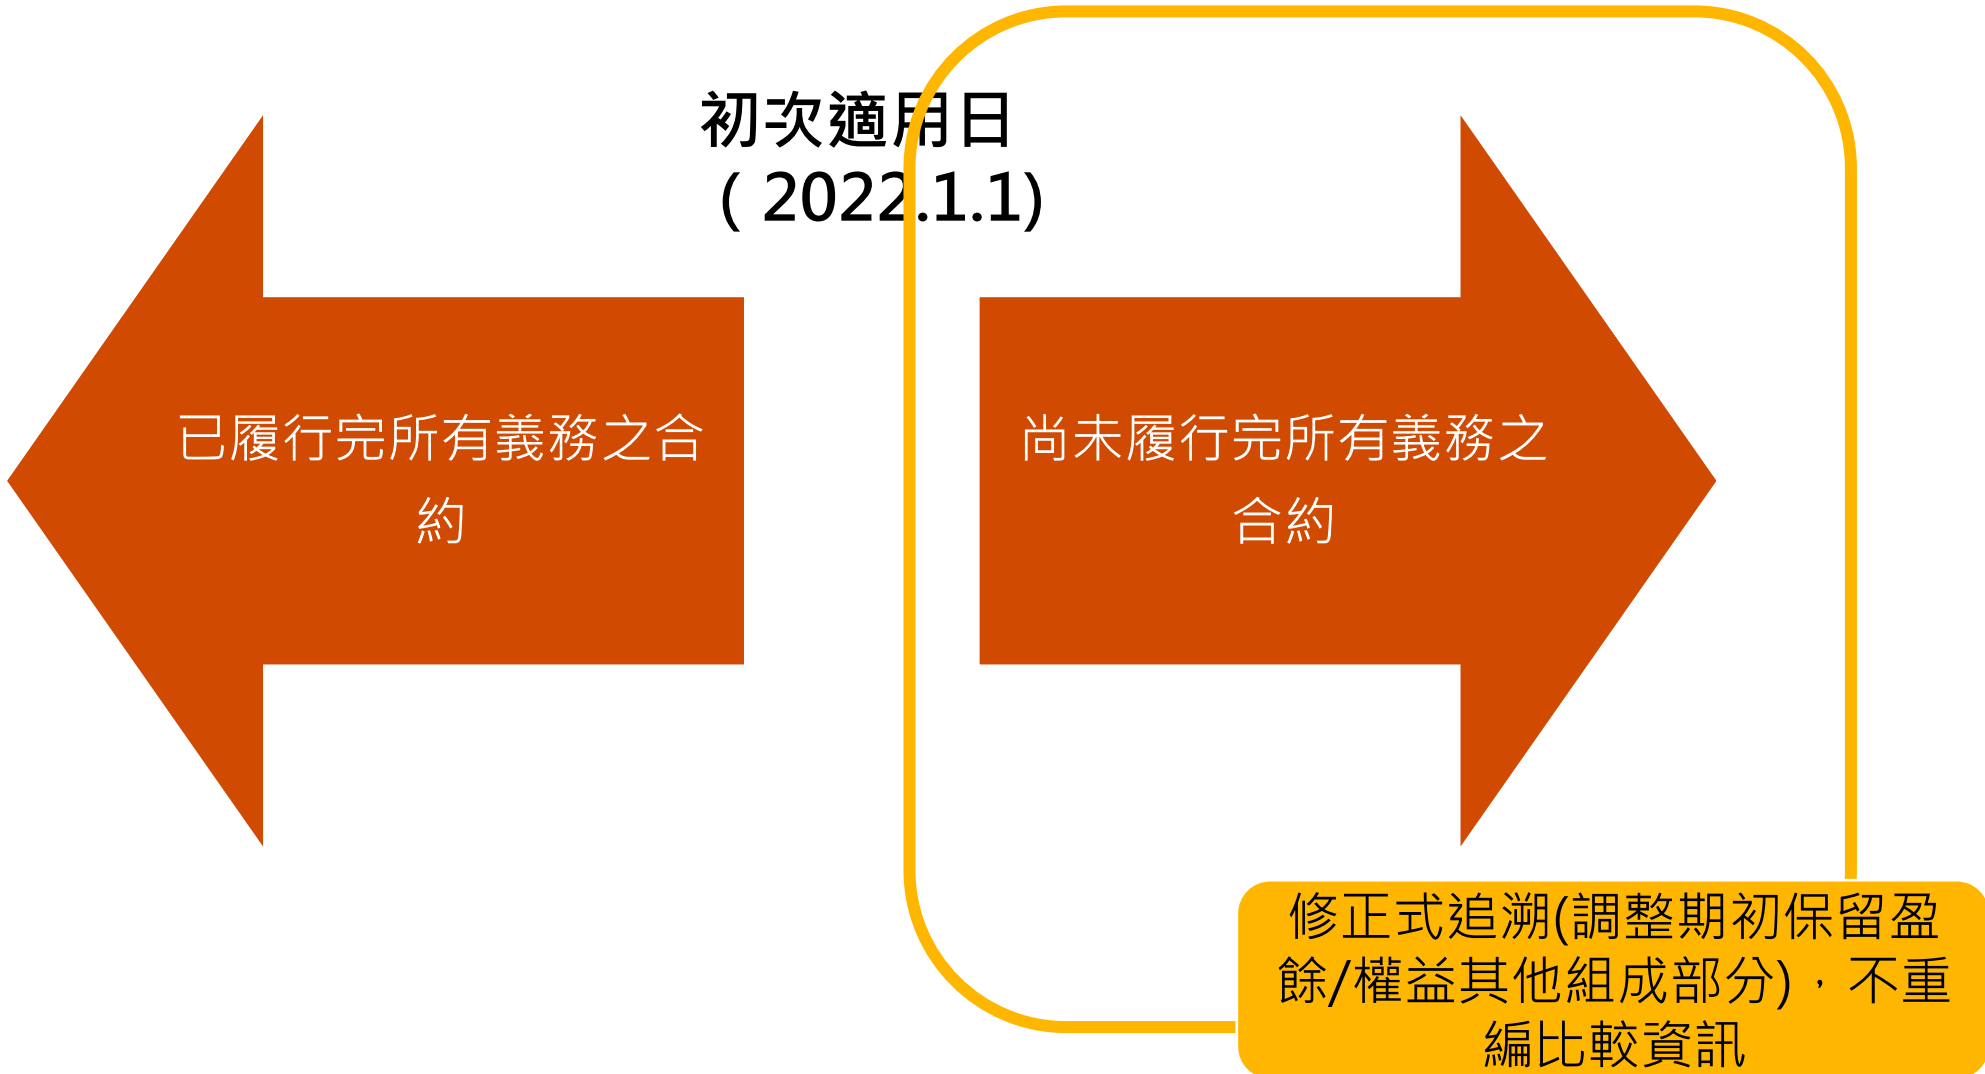 初次適用日
( 2022.1.1)
已履行完所有義務之合
約
尚未履行完所有義務之
合約
修正式追溯(調整期初保留盈
餘/權益其他組成部分)，不重
編比較資訊